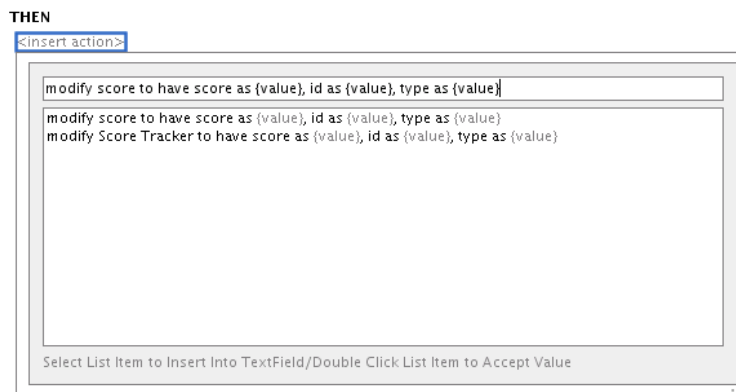 THEN
<insert action>
modify score to have score as {value}, id as {value}, type as {value}
modify score to have score as {value}, id as {value}, type as {value}
modify Score Tracker to have score as {value}, id as {value}, type as {value}
Select List Item to Insert Into TextField/Double Click List Item to Accept Value